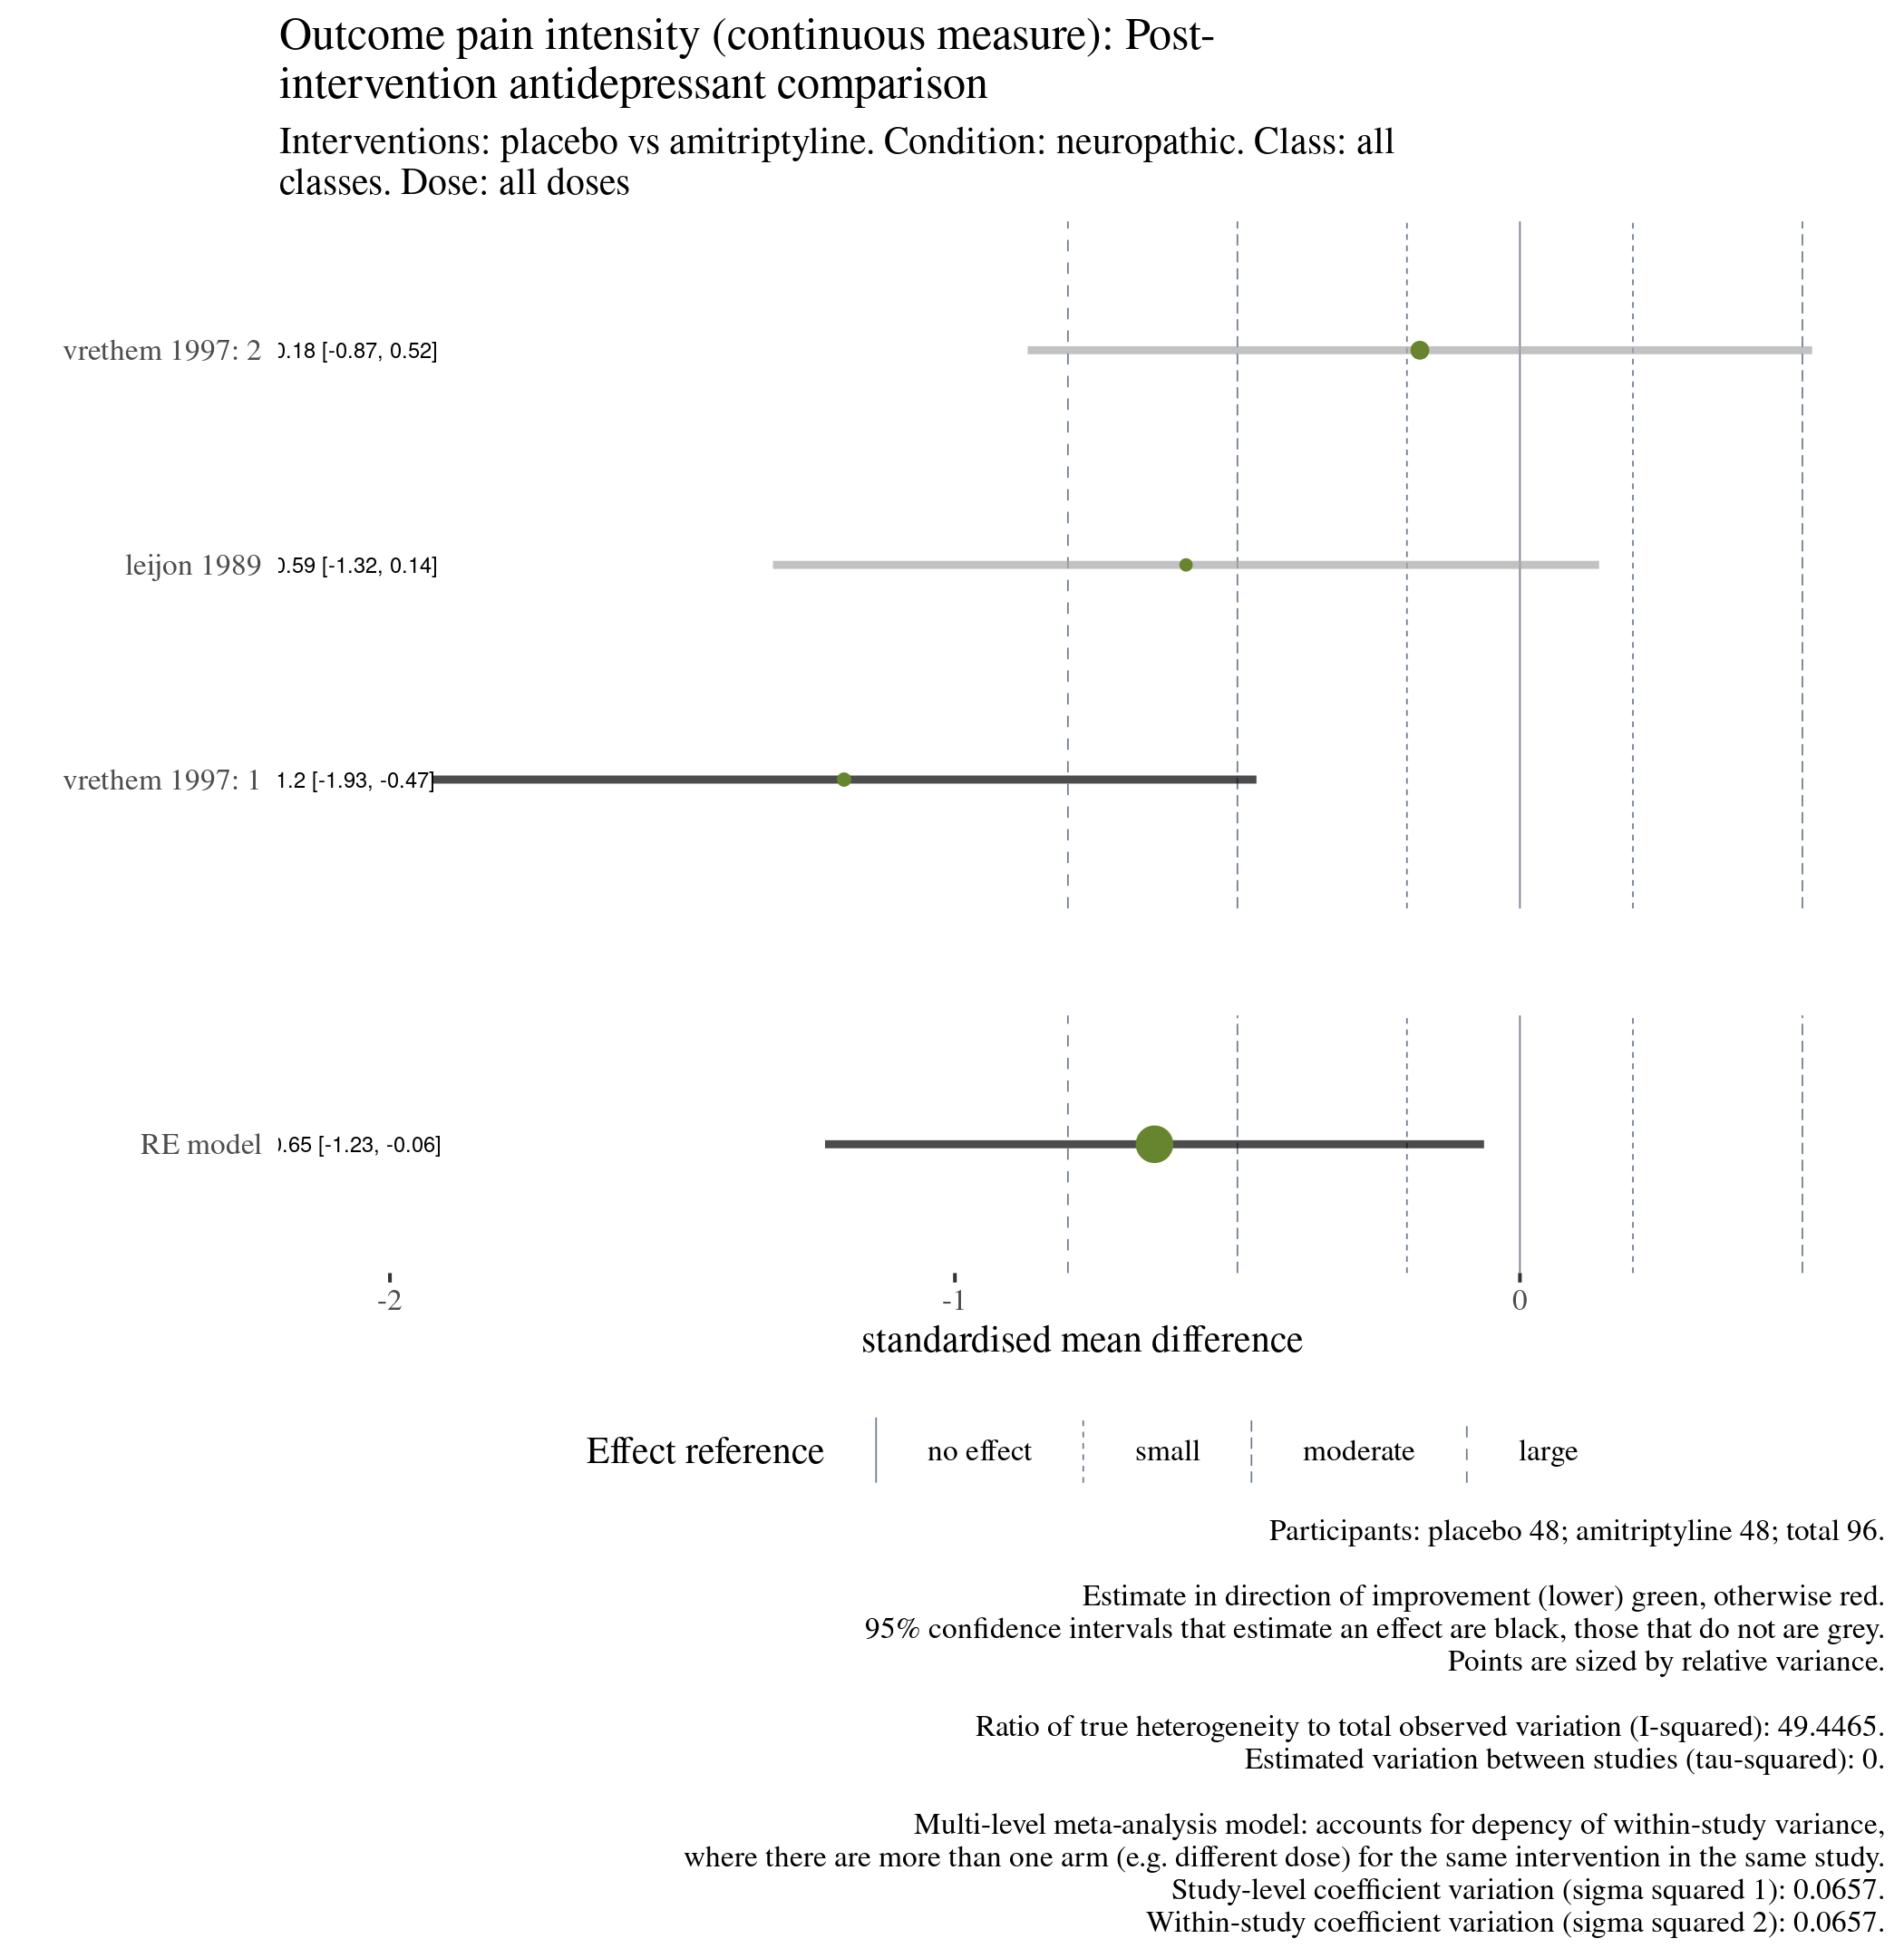 Outcome pain intensity (continuous measure): Post-
intervention antidepressant comparison
Interventions: placebo vs amitriptyline. Condition: neuropathic. Class: all
classes. Dose: all doses
vrethem 1997: 2 0.18 [-0.87, 0.52]
leijon 1989 0.59 [-1.32, 0.14]
vrethem 1997: 1 1.2 [-1.93, -0.47]
RE model 0.65 [-1.23, -0.06]
-2 -1 0
standardised mean difference
Effect reference no effect small moderate large
Participants: placebo 48; amitriptyline 48; total 96.
Estimate in direction of improvement (lower) green, otherwise red.
95% confidence intervals that estimate an effect are black, those that do not are grey.
Points are sized by relative variance.
Ratio of true heterogeneity to total observed variation (I-squared): 49.4465.
Estimated variation between studies (tau-squared): 0.
Multi-level meta-analysis model: accounts for depency of within-study variance,
where there are more than one arm (e.g. different dose) for the same intervention in the same study.
Study-level coefficient variation (sigma squared 1): 0.0657.
Within-study coefficient variation (sigma squared 2): 0.0657.